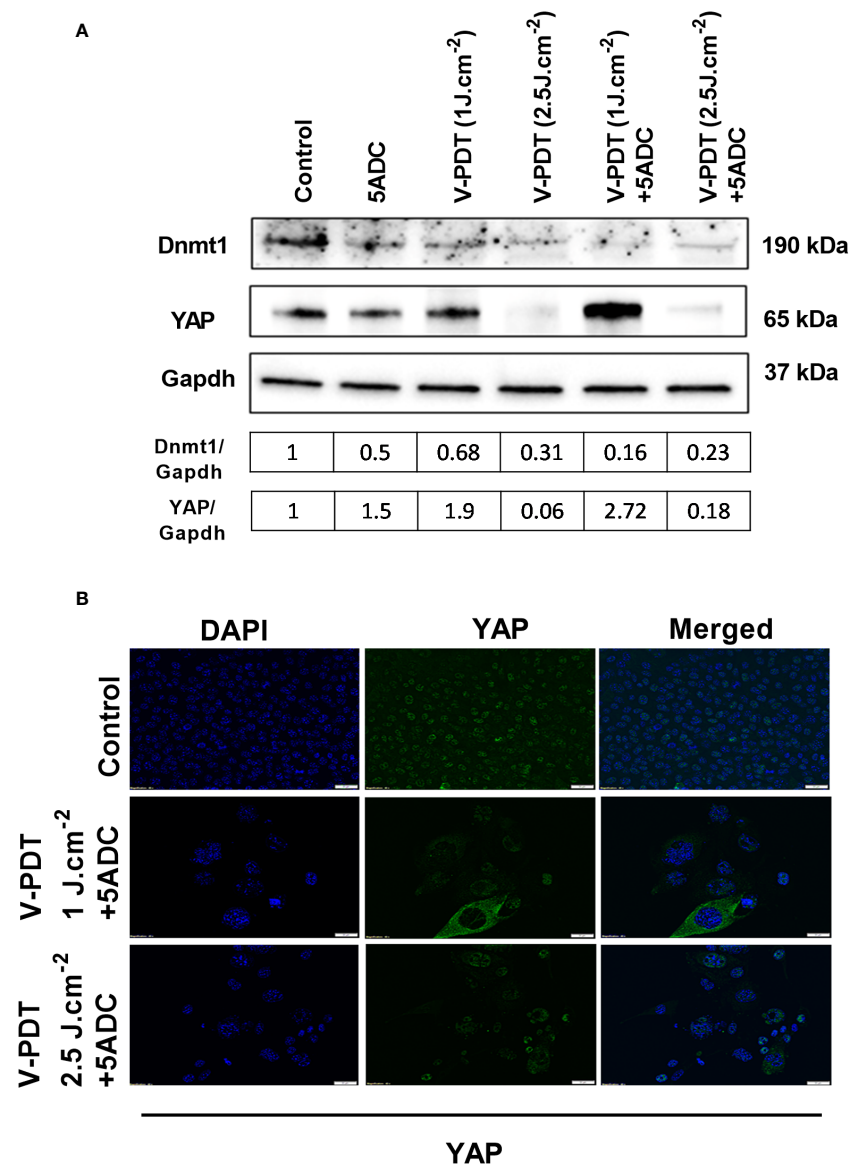 A
Control
5ADC
V-PDT (1J.cm-2)
V-PDT (2.5J.cm-2)
V-PDT (1J.cm-2)
+5ADC
V-PDT (2.5J.cm-2)
+5ADC
Dnmt1
190 kDa
YAP
65 kDa
Gapdh
37 kDa
Dnmt1/
Gapdh
1 0.5 0.68 0.31 0.16 0.23
YAP/
Gapdh
1 1.5 1.9 0.06 2.72 0.18
B
DAPI YAP Merged
Control
V-PDT
1 J.cm-2
+5ADC
V-PDT
2.5 J.cm-2
+5ADC
YAP